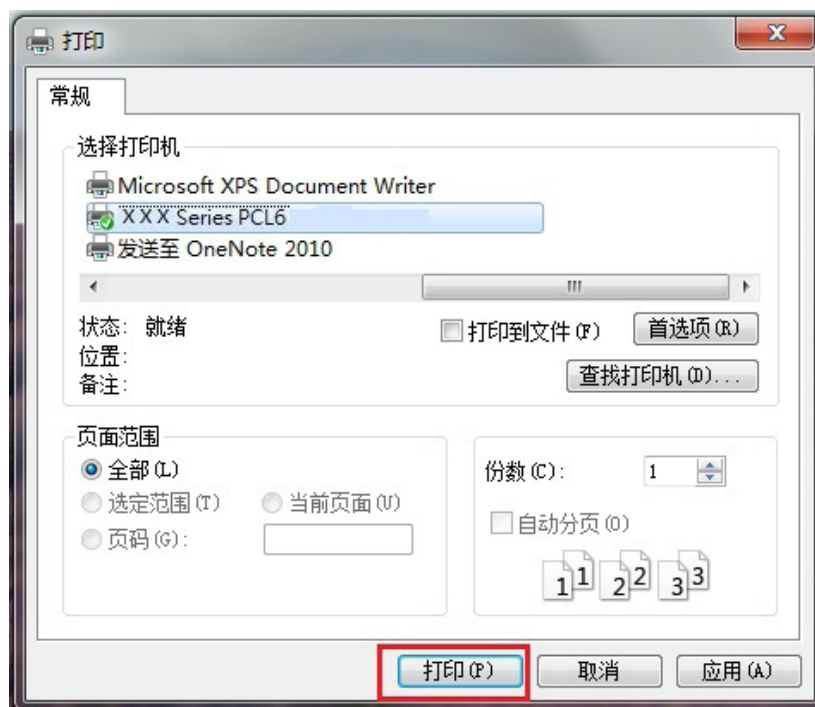 打印
常规
选择打印机
Microsoft XPS Document Writer
XXX Series PCL6
发送至 OneNote 2010
状态: 就绪
打印到文件(F)
首选项(R)
位置:
查找打印机(D)...
备注:
页面范围
全部(L)
选定范围(T)
当前页面(U)
页码(G):
份数(C):
1
自动分页(O)
1 1 2 2 3 3
打印(P)
取消
应用(A)